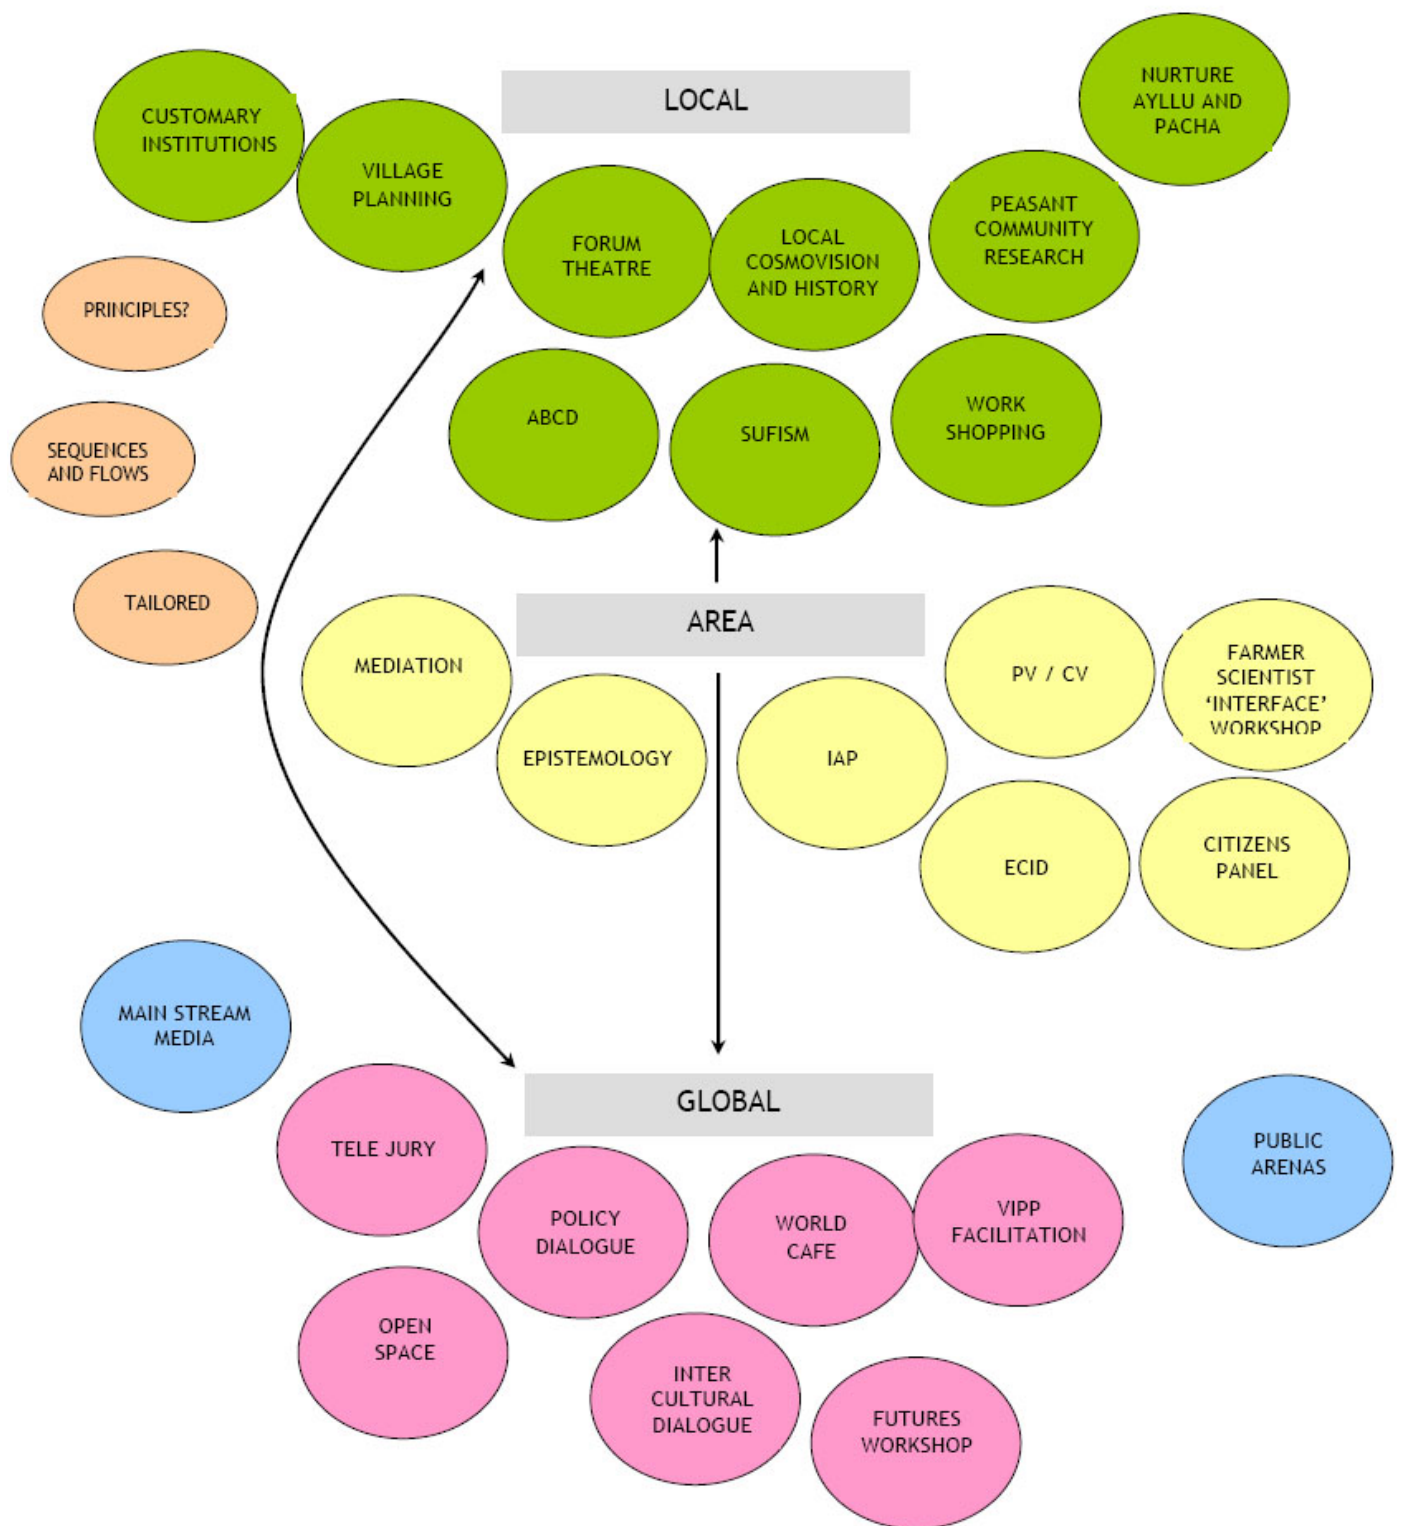 LOCAL
CUSTOMARY
INSTITUTIONS
VILLAGE
PLANNING
FORUM
THEATRE
LOCAL
COSMOVISION
AND HISTORY
PEASANT
COMMUNITY
RESEARCH
NURTURE
AYLLU AND
PACHA
PRINCIPLES?
SEQUENCES
AND FLOWS
TAILORED
ABCD
SUFISM
WORK
SHOPPING
AREA
MEDIATION
EPISTEMOLOGY
IAP
PV / CV
FARMER
SCIENTIST
‘INTERFACE’
WORKSHOP
ECID
CITIZENS
PANEL
MAIN STREAM
MEDIA
GLOBAL
TELE JURY
POLICY
DIALOGUE
WORLD
CAFE
VIPP
FACILITATION
PUBLIC
ARENAS
OPEN
SPACE
INTER
CULTURAL
DIALOGUE
FUTURES
WORKSHOP